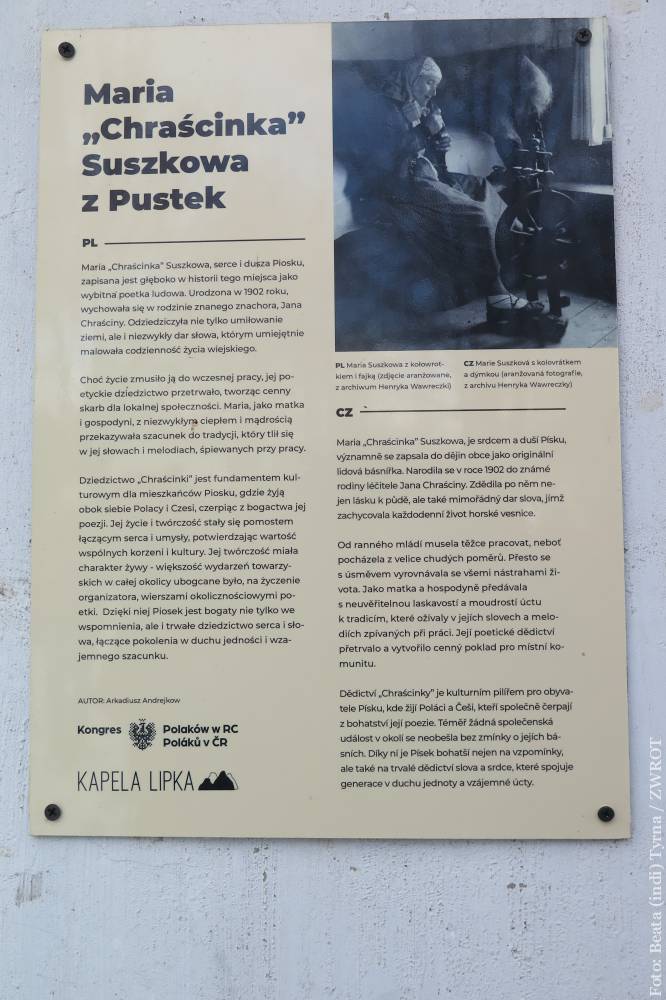 Maria
„Chraścinka”
Suszkowa
z Pustek
PL
Maria „Chraścinka” Suszkowa, serce i dusza Piosku,
zapisana jest głęboko w historii tego miejsca jako
wybitna poetka ludowa. Urodzona w 1902 roku,
wychowała się w rodzinie znanego znachora, Jana
Chraściny. Odziedziczyła nie tylko umiłowanie
ziemi, ale i niezwykły dar słowa, którym umiejętnie
malowała codzienność życia wiejskiego.
Choć życie zmusiło ją do wczesnej pracy, jej po-
etyckie dziedzictwo przetrwało, tworząc cenny
skarb dla lokalnej społeczności. Maria, jako matka
i gospodyni, z niezwykłym ciepłem i mądrością
przekazywała szacunek do tradycji, który tlił się
w jej słowach i melodiach, śpiewanych przy pracy.
Dziedzictwo „Chraścinki” jest fundamentem kul-
turowym dla mieszkańców Piosku, gdzie żyją
obok siebie Polacy i Czesi, czerpiąc z bogactwa jej
poezji. Jej życie i twórczość stały się pomostem
łączącym serca i umysły, potwierdzając wartość
wspólnych korzeni i kultury. Jej twórczość miała
charakter żywy - większość wydarzeń towarzy-
skich w całej okolicy ubogcane było, na życzenie
organizatora, wierszami okolicznościowymi po-
etki. Dzięki niej Piosek jest bogaty nie tylko we
wspomnienia, ale i trwałe dziedzictwo serca i sło-
wa, łączące pokolenia w duchu jedności i wza-
jemnego szacunku.
AUTOR: Arkadiusz Andrejkow
Kongres Polaków w RC
Poláků v ČR
KAPELA LIPKA
PL Maria Suszkowa z kołowrot-
kiem i fajką (zdjęcie aranżowane,
z archiwum Henryka Wawreczki)
CZ Marie Suszková s kolovrátkem
a dýmkou (aranžovaná fotografie,
z archivu Henryka Wawreczky)
CZ
Maria „Chraścinka” Suszkowa, je srdcem a duší Písku,
významně se zapsala do dějin obce jako originální
lidová básnířka. Narodila se v roce 1902 do známé
rodiny léčitele Jana Chraściny. Zdědila po něm ne-
jen lásku k půdě, ale také mimořádný dar slova, jímž
zachycovala každodenní život horské vesnice.
Od ranného mládí musela těžce pracovat, neboť
pocházela z velice chudých poměrů. Přesto se
s úsměvem vyrovnávala se všemi nástrahami ži-
vota. Jako matka a hospodyně předávala
s neuvěřitelnou laskavostí a moudrostí úctu
k tradicím, které ožívaly v jejích slovech a melo-
diích zpívaných při práci. Její poetické dědictví
přetrvalo a vytvořilo cenný poklad pro místní ko-
munitu.
Dědictví „Chraścinky” je kulturním pilířem pro obyva-
tele Písku, kde žijí Poláci a Češi, kteří společně čerpají
z bohatství její poezie. Téměř žádná společenská
událost v okolí se neobešla bez zmínky o jejích bá-
sních. Díky ní je Písek bohatší nejen na vzpomínky,
ale také na trvalé dědictví slova a srdce, které spojuje
generace v duchu jednoty a vzájemné úcty.
Foto: Beata (indi) Tyrna / ZWROT